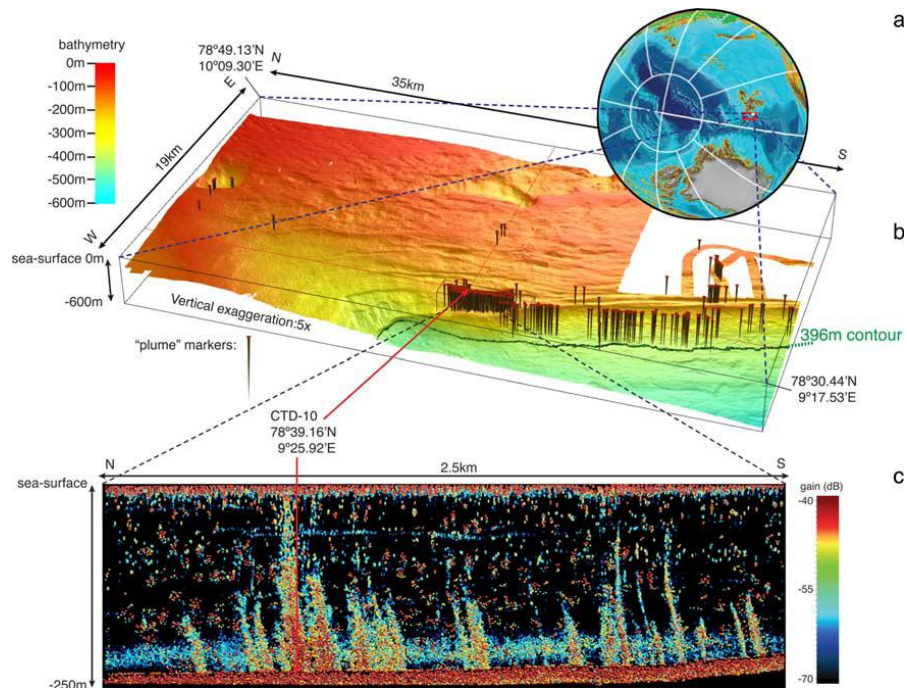 a
bathymetry
0m
-100m
-200m
-300m
-400m
-500m
-600m
78º49.13’N
10º09.30’E
N
E
35km
S
19km
W
b
sea-surface 0m
-600m
Vertical exaggeration:5x
“plume” markers:
396m contour
78º30.44’N
9º17.53’E
CTD-10
78º39.16’N
9º25.92’E
N
2.5km
S
c
sea-surface
-250m
gain (dB)
-40
-55
-70